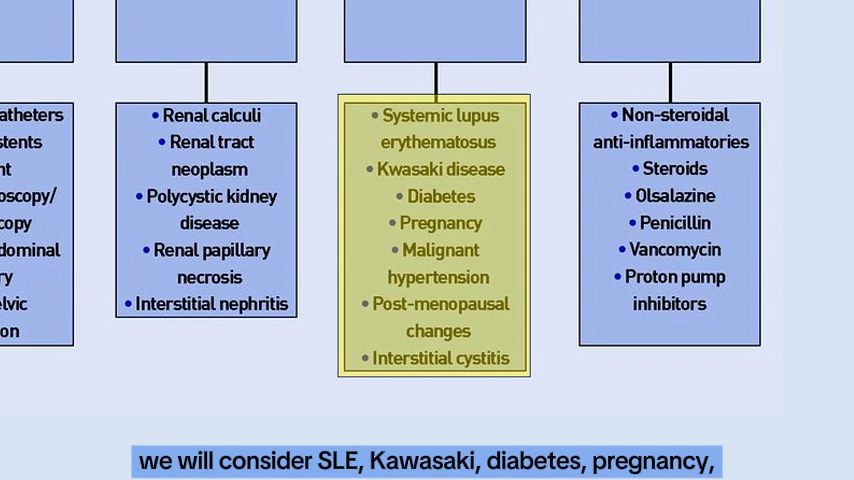 atheters
stents
nt
oscopy/
copy
dominal
ry
elvic
on
• Renal calculi
• Renal tract
neoplasm
• Polycystic kidney
disease
• Renal papillary
necrosis
• Interstitial nephritis
• Systemic lupus
erythematosus
• Kwasaki disease
• Diabetes
• Pregnancy
• Malignant
hypertension
• Post-menopausal
changes
• Interstitial cystitis
• Non-steroidal
anti-inflammatories
• Steroids
• Olsalazine
• Penicillin
• Vancomycin
• Proton pump
inhibitors
we will consider SLE, Kawasaki, diabetes, pregnancy,